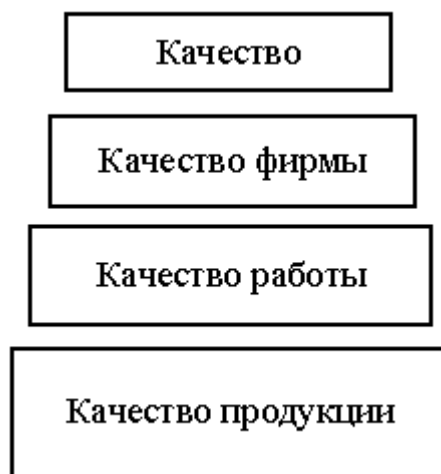 Качество
Качество фирмы
Качество работы
Качество продукции